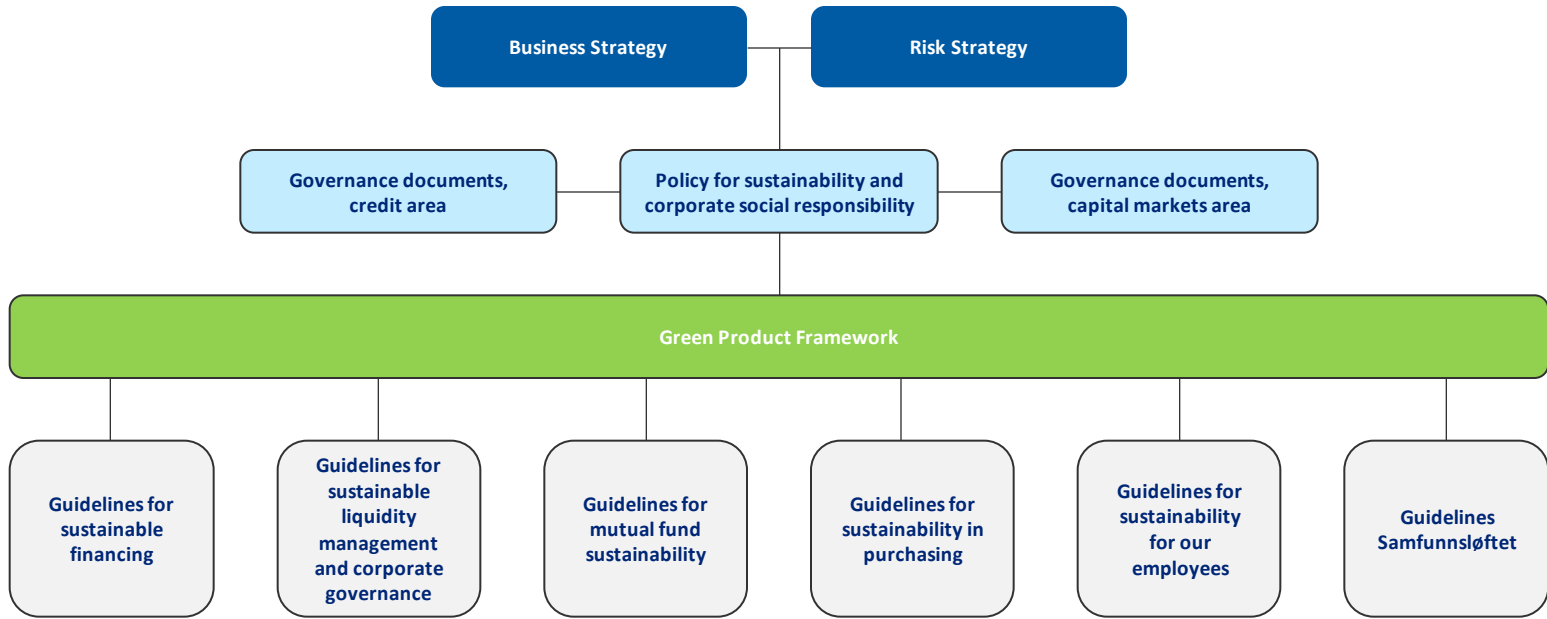 Business Strategy
Risk Strategy
Governance documents,
credit area
Policy for sustainability and
corporate social responsibility
Governance documents,
capital markets area
Green Product Framework
Guidelines for
sustainable
financing
Guidelines for
sustainable
liquidity
management
and corporate
governance
Guidelines for
mutual fund
sustainability
Guidelines for
sustainability in
purchasing
Guidelines for
sustainability
for our
employees
Guidelines
Samfunnsløftet